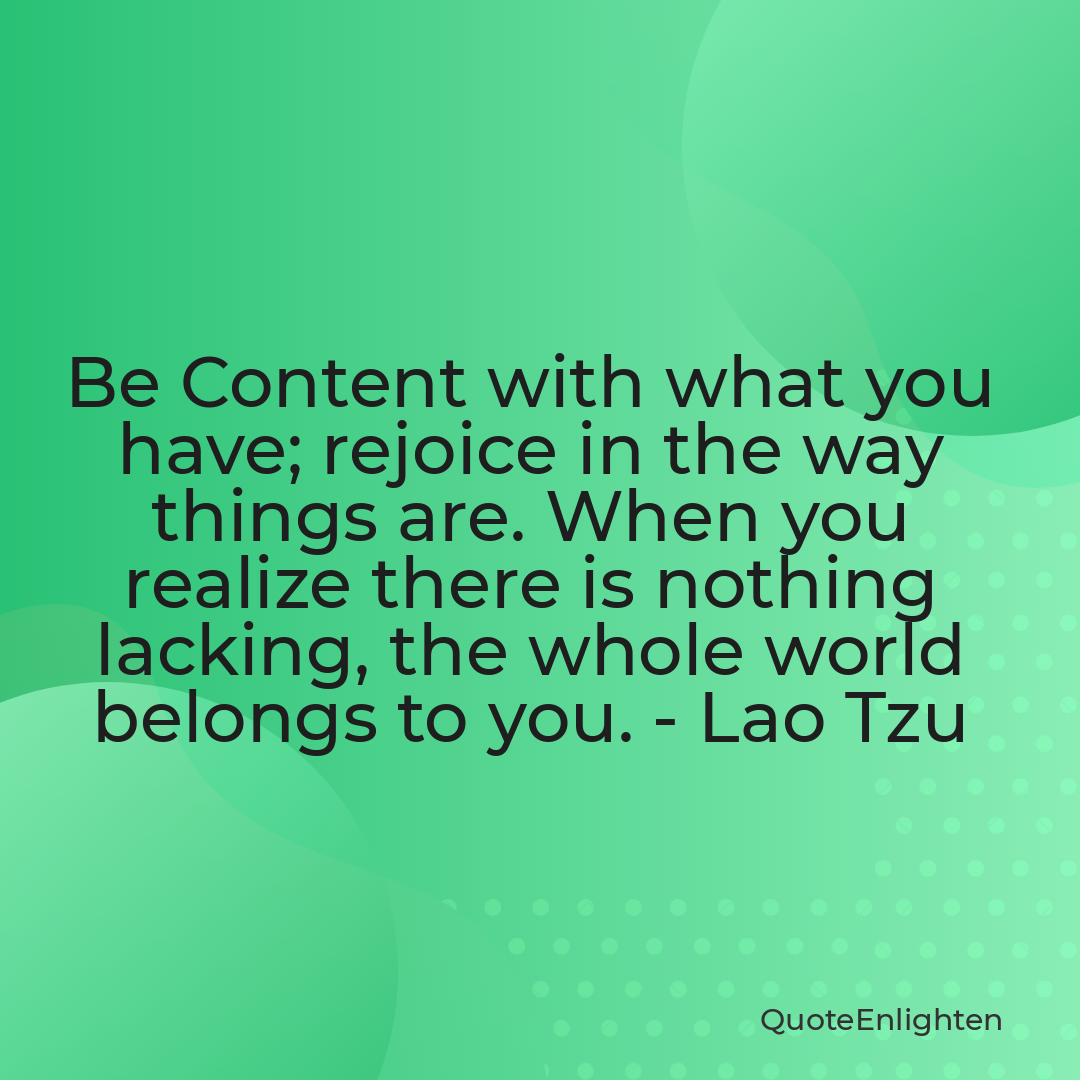 Be Content with what you
have; rejoice in the way
things are. When you
realize there is nothing
lacking, the whole world
belongs to you. - Lao Tzu
QuoteEnlighten